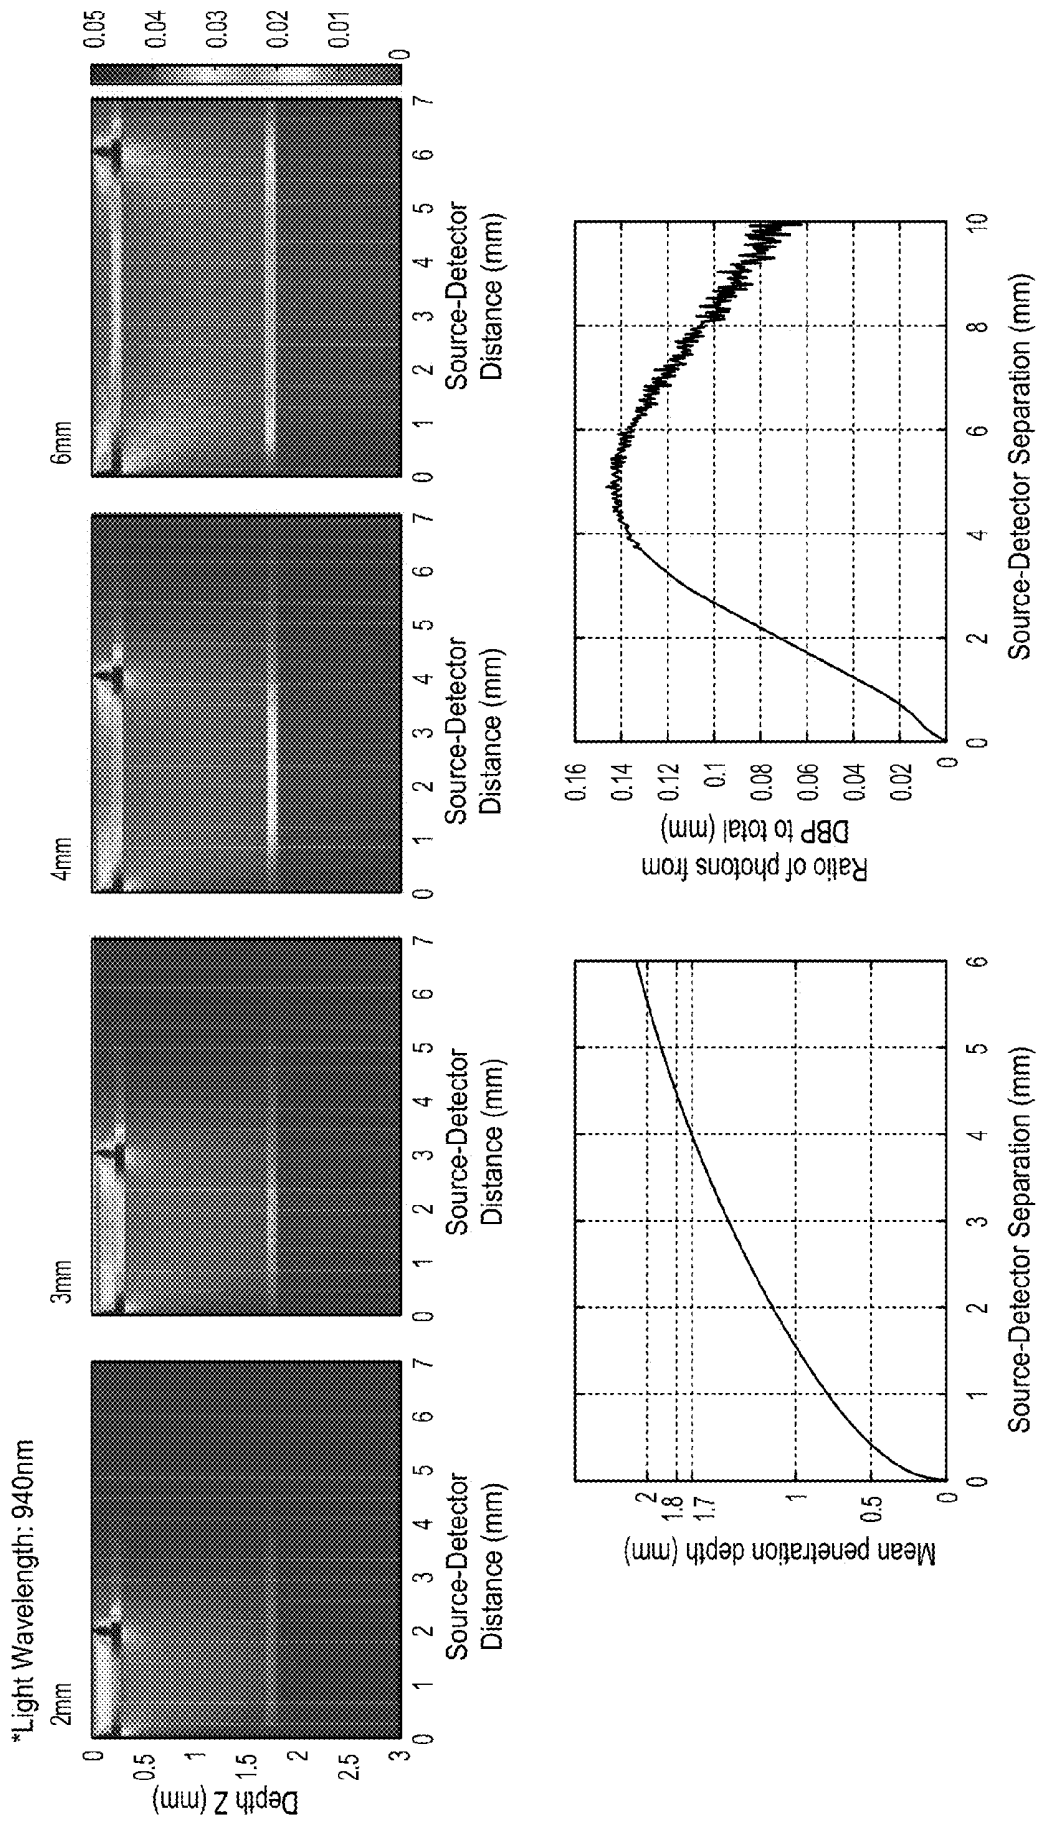 *Light Wavelength: 940nm
2mm
3mm
4mm
6mm
Depth Z (mm)
0
0.5
1
1.5
2
2.5
3
0 1 2 3 4 5 6 7
Source-Detector
Distance (mm)
0 1 2 3 4 5 6 7
Source-Detector
Distance (mm)
0 1 2 3 4 5 6 7
Source-Detector
Distance (mm)
0 1 2 3 4 5 6 7
Source-Detector
Distance (mm)
0.05
0.04
0.03
0.02
0.01
0
Mean penetration depth (mm)
2
1.8
1.7
1
0.5
0
0 1 2 3 4 5 6
Source-Detector Separation (mm)
Ratio of photons from
DBP to total (mm)
0.16
0.14
0.12
0.1
0.08
0.06
0.04
0.02
0
0 2 4 6 8 10
Source-Detector Separation (mm)